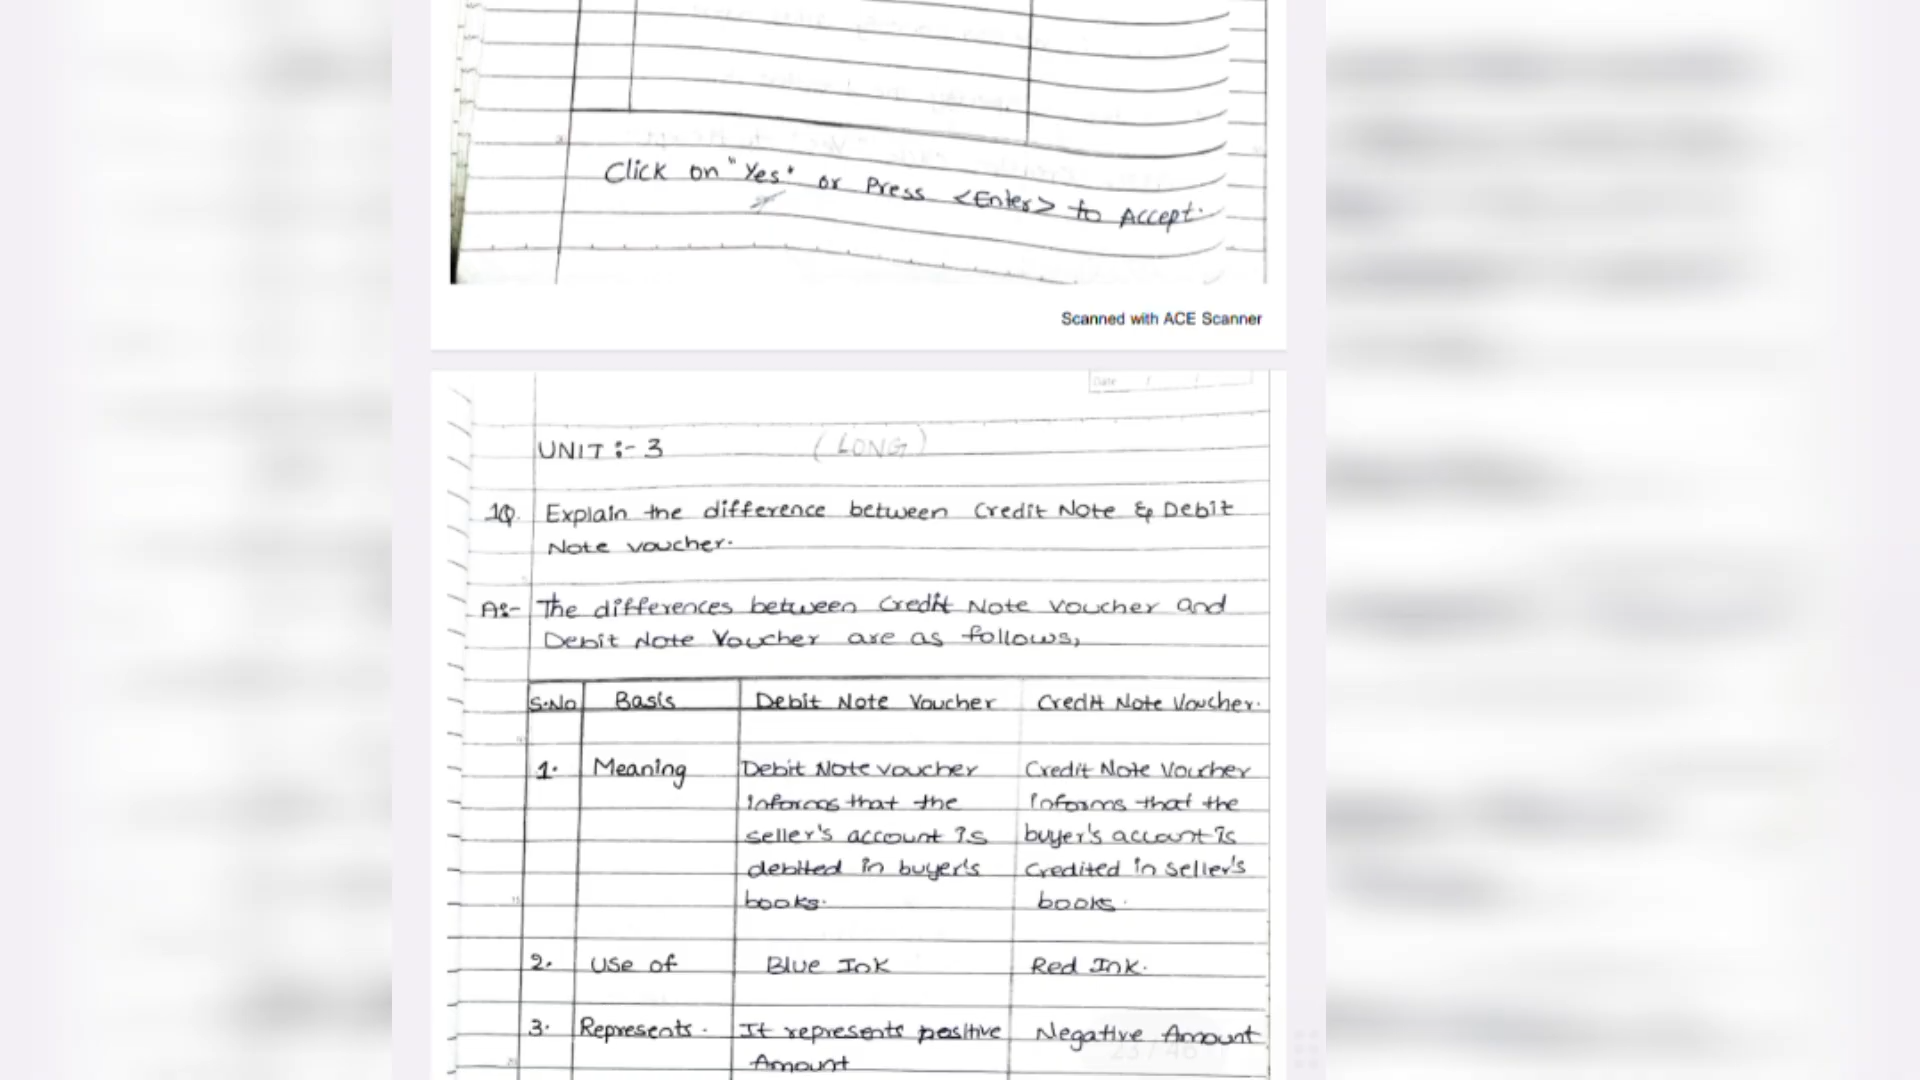 Click on "Yes" or Press <Enter> to Accept.
Scanned with ACE Scanner
Date / /
UNIT :- 3 (LONG)
1Q. Explain the difference between Credit Note & Debit
Note voucher.
A:- The differences between Credit Note Voucher and
Debit Note Voucher are as follows,
S.No Basis Debit Note Voucher Credit Note Voucher.
1. Meaning Debit Note voucher Credit Note Voucher
informs that the informs that the
seller's account is buyer's account is
debited in buyer's Credited in seller's
books. books.
2. Use of Blue Ink Red Ink.
3. Represents. It represents positive Negative Amount
Amount
23 / 46